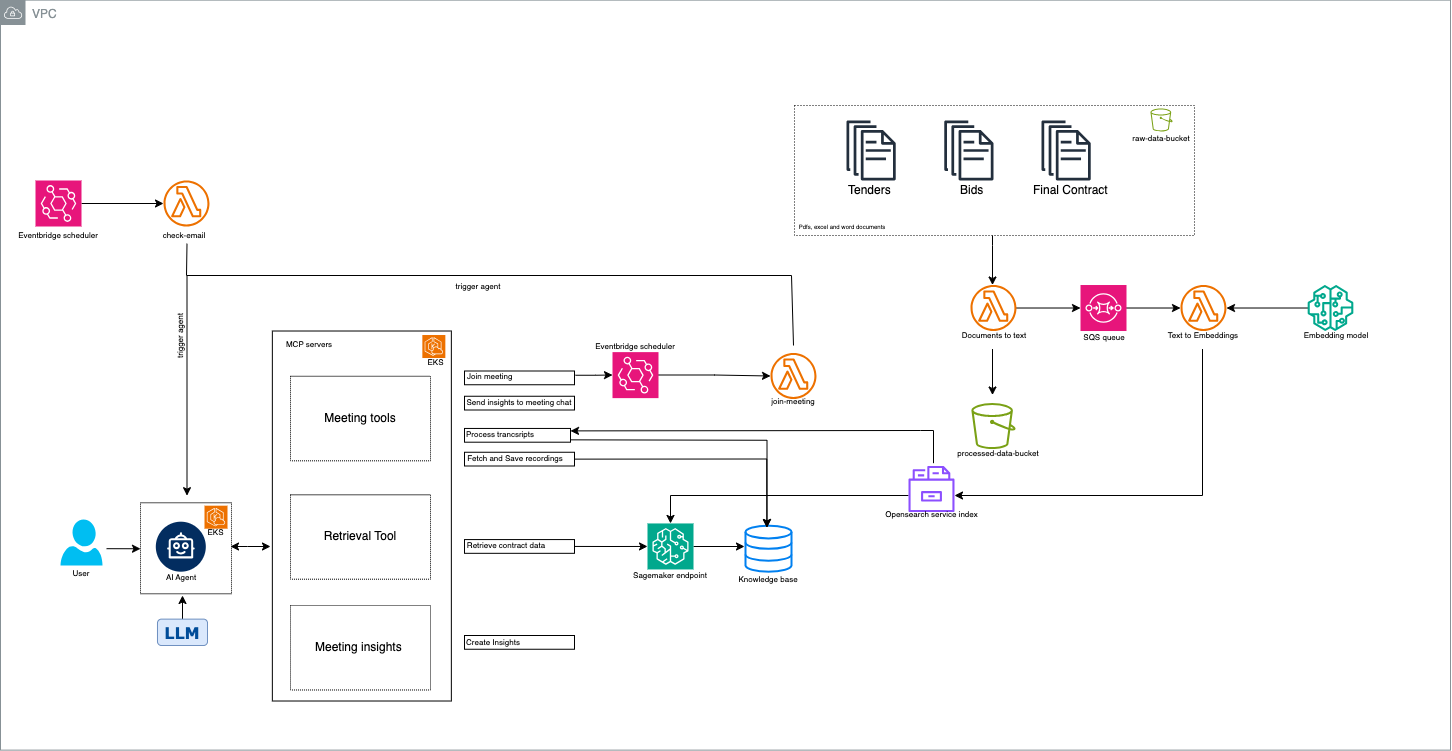 VPC
raw-data-bucket
Tenders
Bids
Final Contract
Pdfs, excel and word documents
Eventbridge scheduler
check-email
trigger agent
trigger agent
Documents to text
SQS queue
Text to Embeddings
Embedding model
MCP servers
EKS
Meeting tools
Retrieval Tool
Meeting insights
Join meeting
Send insights to meeting chat
Process trancsripts
Fetch and Save recordings
Retrieve contract data
Create Insights
Eventbridge scheduler
join-meeting
processed-data-bucket
Opensearch service index
Sagemaker endpoint
Knowledge base
User
EKS
AI Agent
LLM